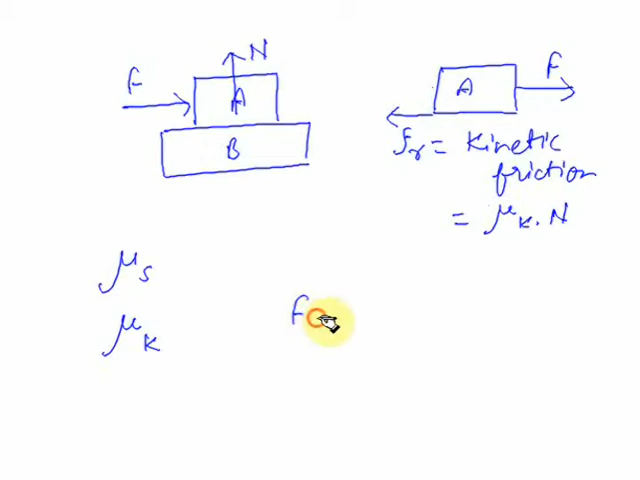 N
F
A
B
A
F
fr = Kinetic
friction
= μk.N
μs
μk
F